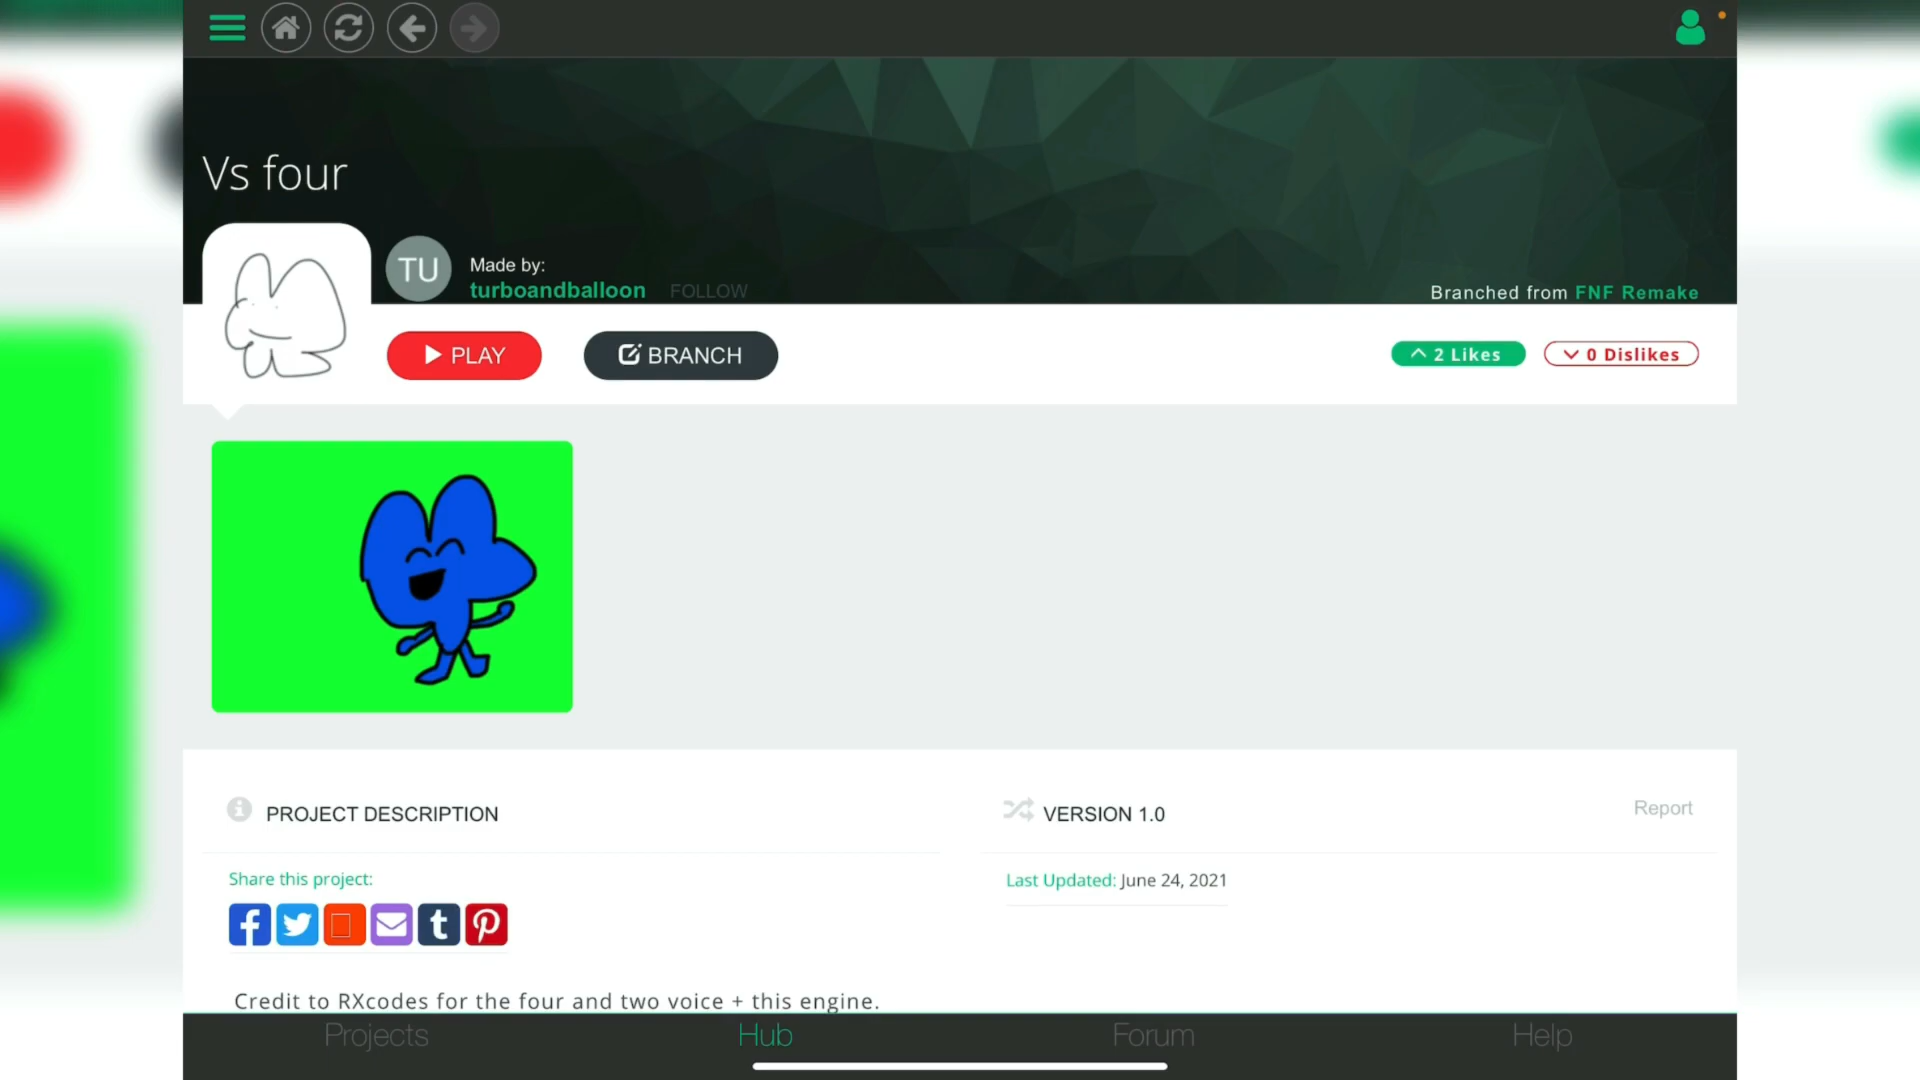 Vs four
TU
Made by:
turboandballoon FOLLOW
Branched from FNF Remake
PLAY
BRANCH
2 Likes
0 Dislikes
PROJECT DESCRIPTION
VERSION 1.0
Report
Share this project:
Last Updated: June 24, 2021
Credit to RXcodes for the four and two voice + this engine.
Projects
Hub
Forum
Help